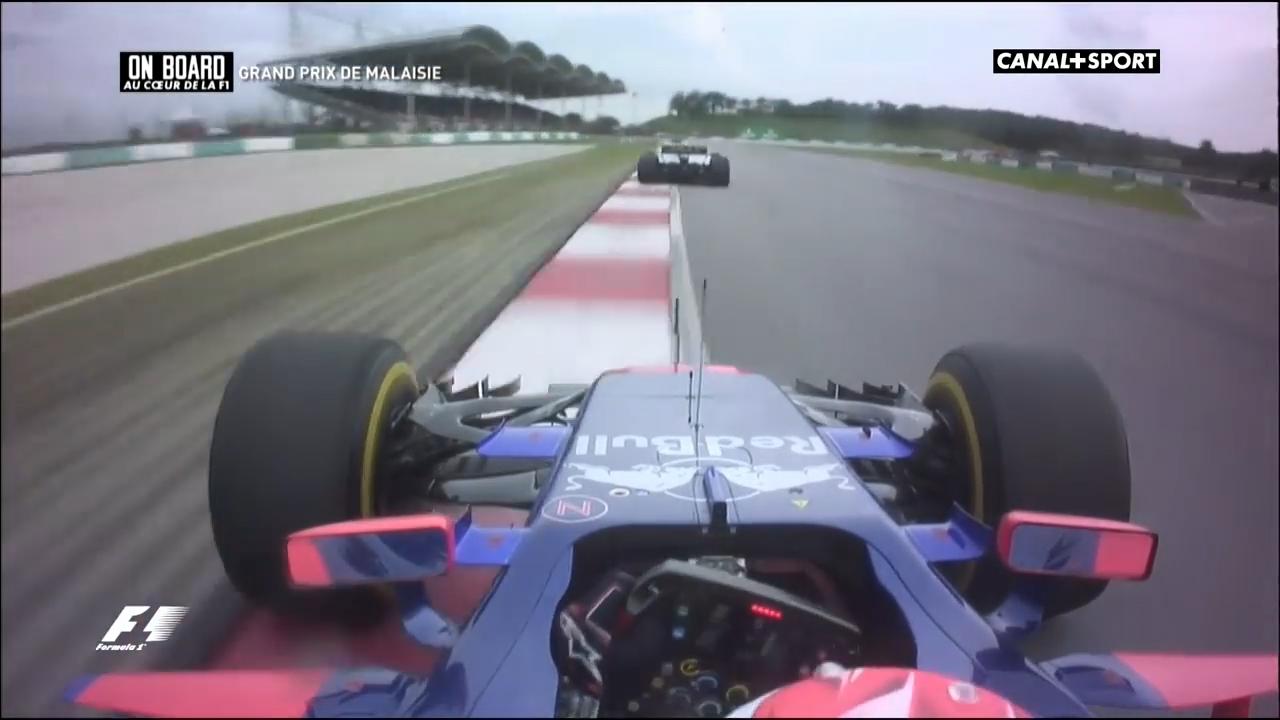 ON BOARD
AU CŒUR DE LA F1
GRAND PRIX DE MALAISIE
CANAL+SPORT
Red Bull
F1
Formula 1